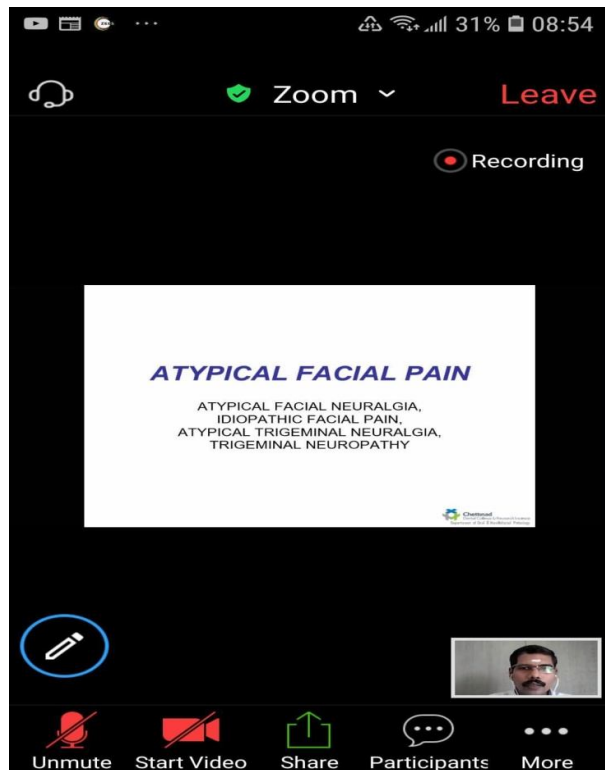 31% 08:54
Zoom Leave
Recording
ATYPICAL FACIAL PAIN
ATYPICAL FACIAL NEURALGIA,
IDIOPATHIC FACIAL PAIN,
ATYPICAL TRIGEMINAL NEURALGIA,
TRIGEMINAL NEUROPATHY
Chettinad
Unmute Start Video Share Participants More